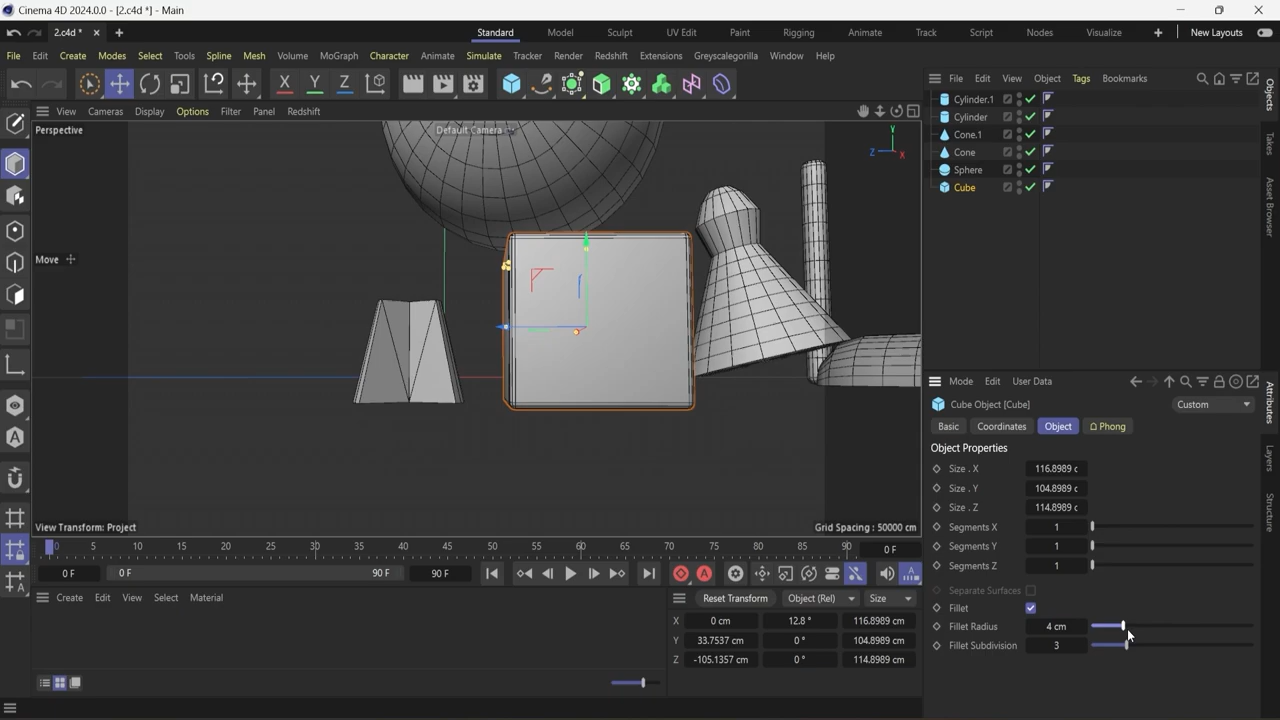 Cinema 4D 2024.0.0 - [2.c4d *] - Main
2.c4d *
Standard Model Sculpt UV Edit Paint Rigging Animate Track Script Nodes Visualize New Layouts
File Edit Create Modes Select Tools Spline Mesh Volume MoGraph Character Animate Simulate Tracker Render Redshift Extensions Greyscalegorilla Window Help
X Y Z
File Edit View Object Tags Bookmarks
View Cameras Display Options Filter Panel Redshift
Objects
Takes
Asset Browser
Perspective
Default Camera
Y
Z X
Cylinder.1
Cylinder
Cone.1
Cone
Sphere
Cube
Move
View Transform: Project
Grid Spacing : 50000 cm
Mode Edit User Data
Attributes
Layers
Structure
Cube Object [Cube]
Custom
Basic Coordinates Object Phong
Object Properties
Size . X 116.8989 c
Size . Y 104.8989 c
Size . Z 114.8989 c
Segments X 1
Segments Y 1
Segments Z 1
Separate Surfaces
Fillet
Fillet Radius 4 cm
Fillet Subdivision 3
0 5 10 15 20 25 30 35 40 45 50 55 60 65 70 75 80 85 90 0 F
0 F 0 F 90 F 90 F
Create Edit View Select Material
Reset Transform Object (Rel) Size
X 0 cm 12.8 ° 116.8989 cm
Y 33.7537 cm 0 ° 104.8989 cm
Z -105.1357 cm 0 ° 114.8989 cm